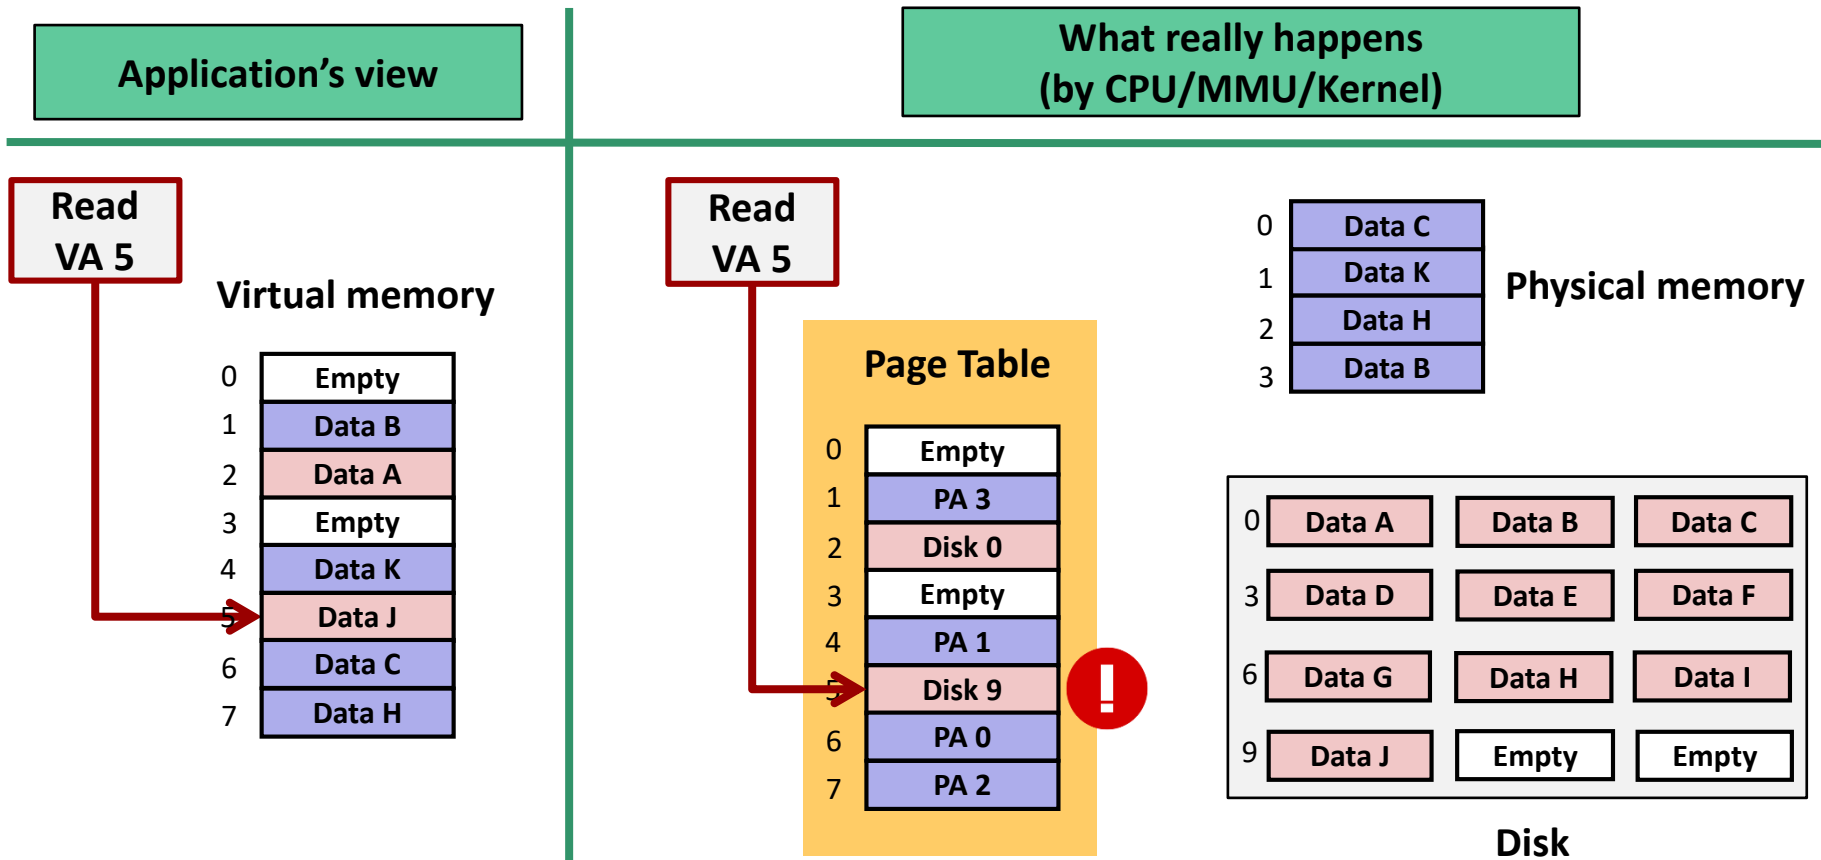 Application’s view
What really happens
(by CPU/MMU/Kernel)
Read
VA 5
Virtual memory
0 Empty
1 Data B
2 Data A
3 Empty
4 Data K
5 Data J
6 Data C
7 Data H
Read
VA 5
Page Table
0 Empty
1 PA 3
2 Disk 0
3 Empty
4 PA 1
5 Disk 9
6 PA 0
7 PA 2
!
0 Data C
1 Data K
2 Data H
3 Data B
Physical memory
0 Data A Data B Data C
3 Data D Data E Data F
6 Data G Data H Data I
9 Data J Empty Empty
Disk